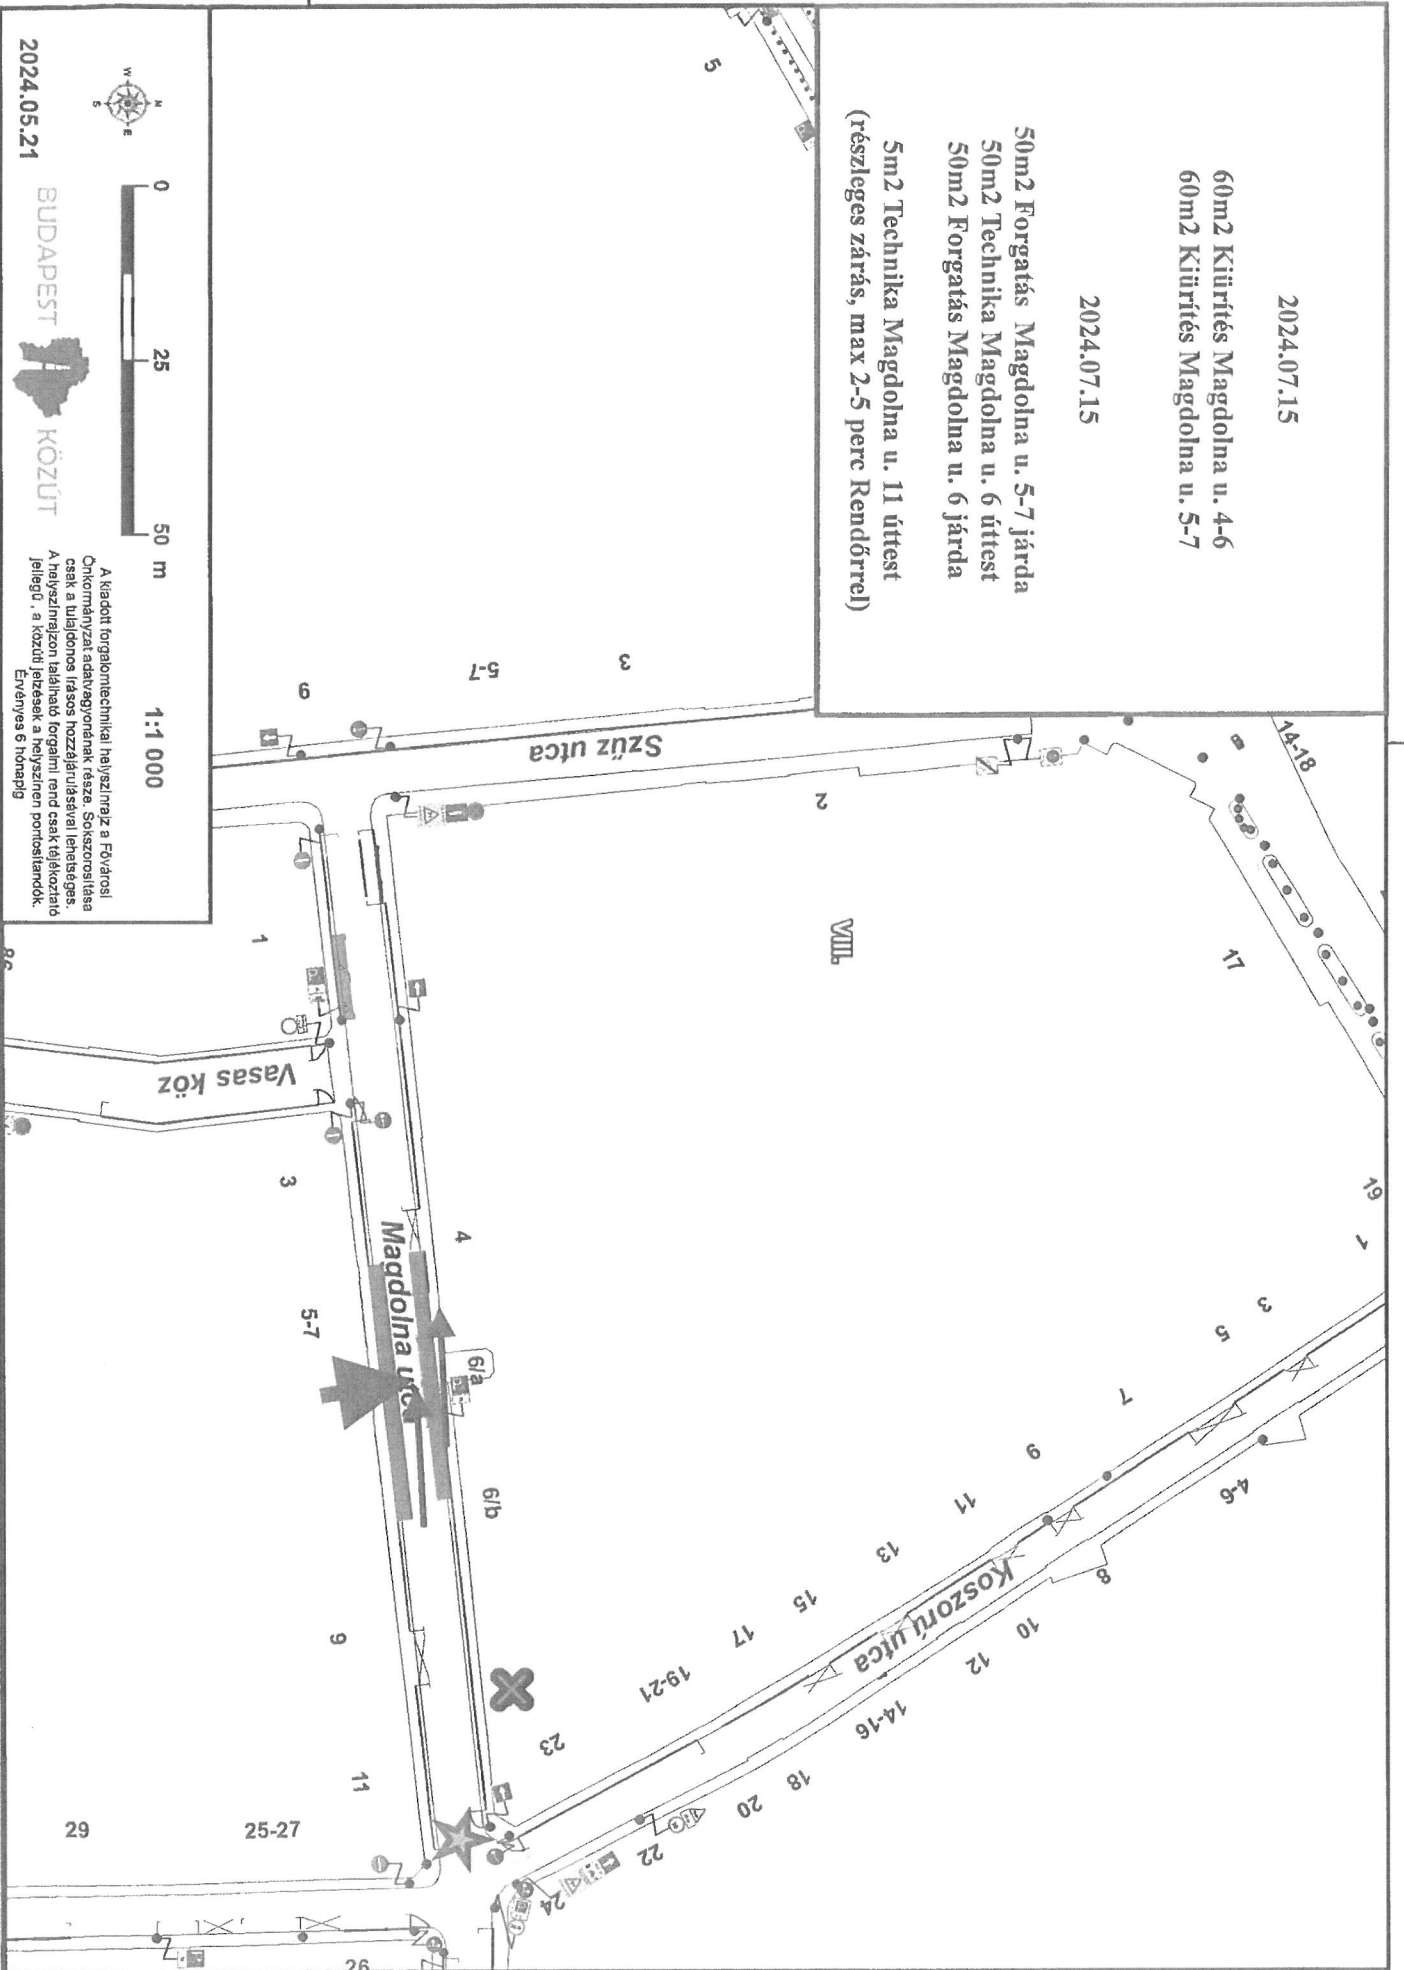 2024.07.15
60m2 Kiürítés Magdolna u. 4-6
60m2 Kiürítés Magdolna u. 5-7
2024.07.15
50m2 Forgatás Magdolna u. 5-7 járda
50m2 Technika Magdolna u. 6 úttest
50m2 Forgatás Magdolna u. 6 járda
5m2 Technika Magdolna u. 11 úttest
(részleges zárás, max 2-5 perc Rendőrrel)
14-18
17
19
1
3
5
7
9
11
13
15
17
19-21
23
4-6
8
10
12
14-16
18
20
22
24
Koszorú utca
VIII.
2
5
3
5-7
9
Szűz utca
4
6/a
6/b
Magdolna utca
1
3
5-7
9
11
Vasas köz
86
29
25-27
26
N
W
E
S
0
25
50 m
1:1 000
2024.05.21
BUDAPEST
KÖZÚT
A kiadott forgalomtechnikai helyszínrajz a Fővárosi
Önkormányzat adatvagyonának része. Sokszorosítása
csak a tulajdonos írásos hozzájárulásával lehetséges.
A helyszínrajzon található forgalmi rend csak tájékoztató
jellegű , a közúti jelzések a helyszínen pontosítandók.
Érvényes 6 hónapig